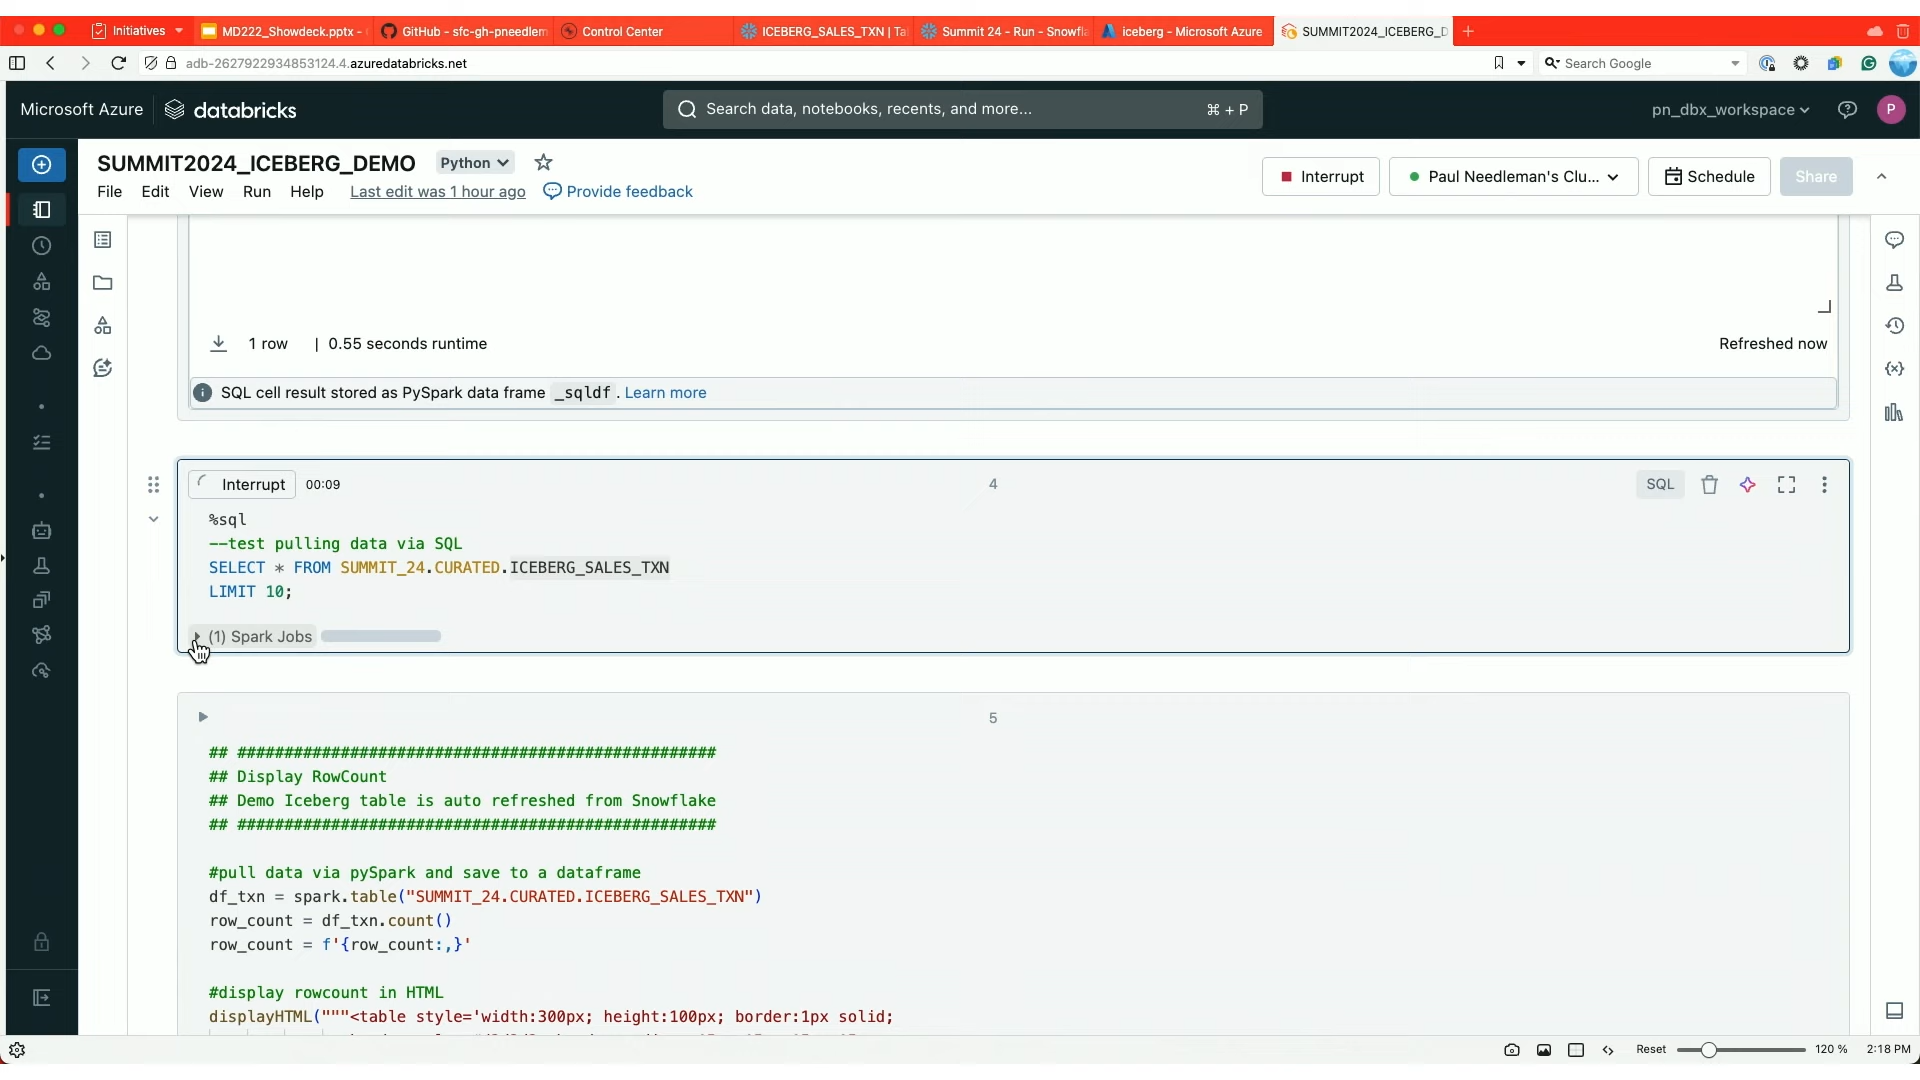 Initiatives
MD222_Showdeck.pptx -
GitHub - sfc-gh-pneedlem
Control Center
ICEBERG_SALES_TXN | Ta
Summit 24 - Run - Snowfla
iceberg - Microsoft Azure
SUMMIT2024_ICEBERG_D
adb-2627922934853124.4.azuredatabricks.net
Search Google
Microsoft Azure
databricks
Search data, notebooks, recents, and more...
⌘ + P
pn_dbx_workspace
P
SUMMIT2024_ICEBERG_DEMO
Python
Interrupt
Paul Needleman's Clu...
Schedule
Share
File
Edit
View
Run
Help
Last edit was 1 hour ago
Provide feedback
1 row | 0.55 seconds runtime
Refreshed now
SQL cell result stored as PySpark data frame _sqldf . Learn more
Interrupt
00:09
4
SQL
%sql
--test pulling data via SQL
SELECT * FROM SUMMIT_24.CURATED.ICEBERG_SALES_TXN
LIMIT 10;
(1) Spark Jobs
5
## ###################################################
## Display RowCount
## Demo Iceberg table is auto refreshed from Snowflake
## ###################################################
#pull data via pySpark and save to a dataframe
df_txn = spark.table("SUMMIT_24.CURATED.ICEBERG_SALES_TXN")
row_count = df_txn.count()
row_count = f'{row_count:,}'
#display rowcount in HTML
displayHTML("""<table style='width:300px; height:100px; border:1px solid;
Reset
120 %
2:18 PM